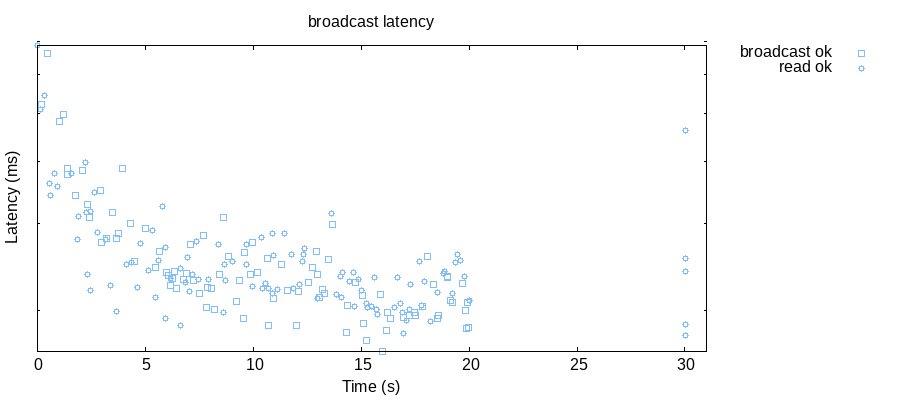 broadcast latency
broadcast ok
read ok
Latency (ms)
0 5 10 15 20 25 30
Time (s)